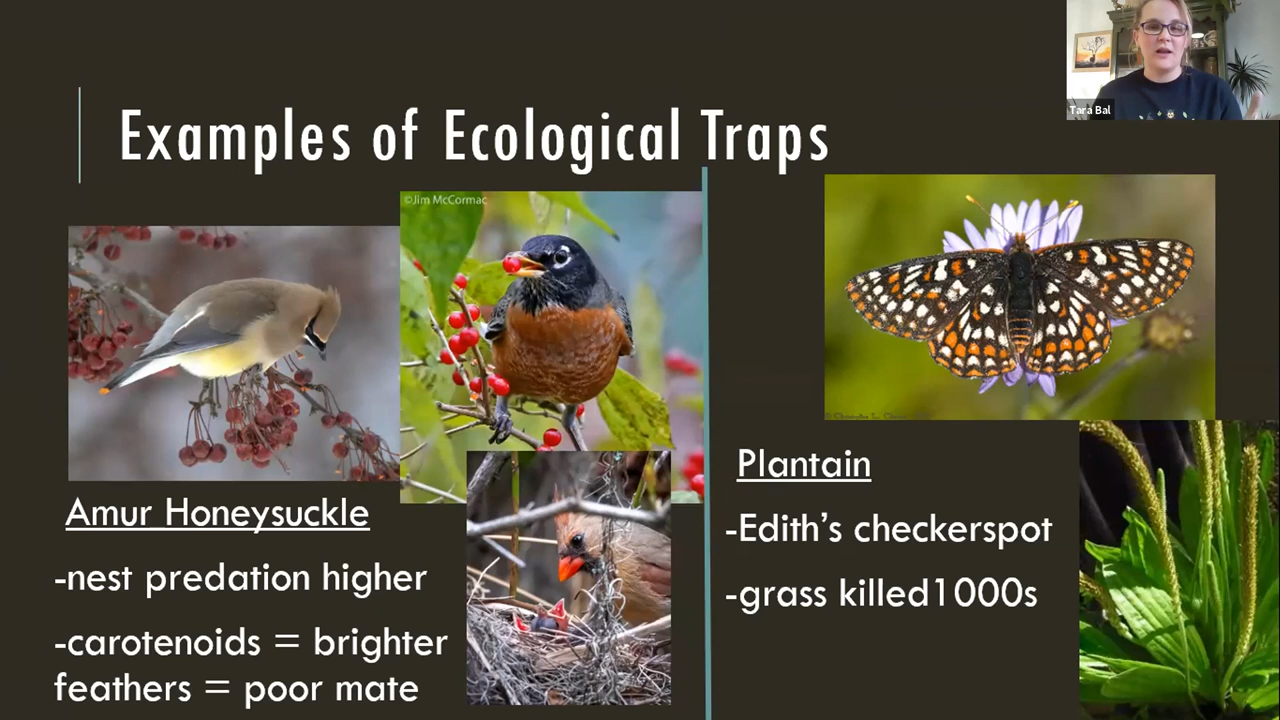 Examples of Ecological Traps
Tara Bal
©Jim McCormac
Amur Honeysuckle
-nest predation higher
-carotenoids = brighter
feathers = poor mate
Plantain
-Edith’s checkerspot
-grass killed1000s